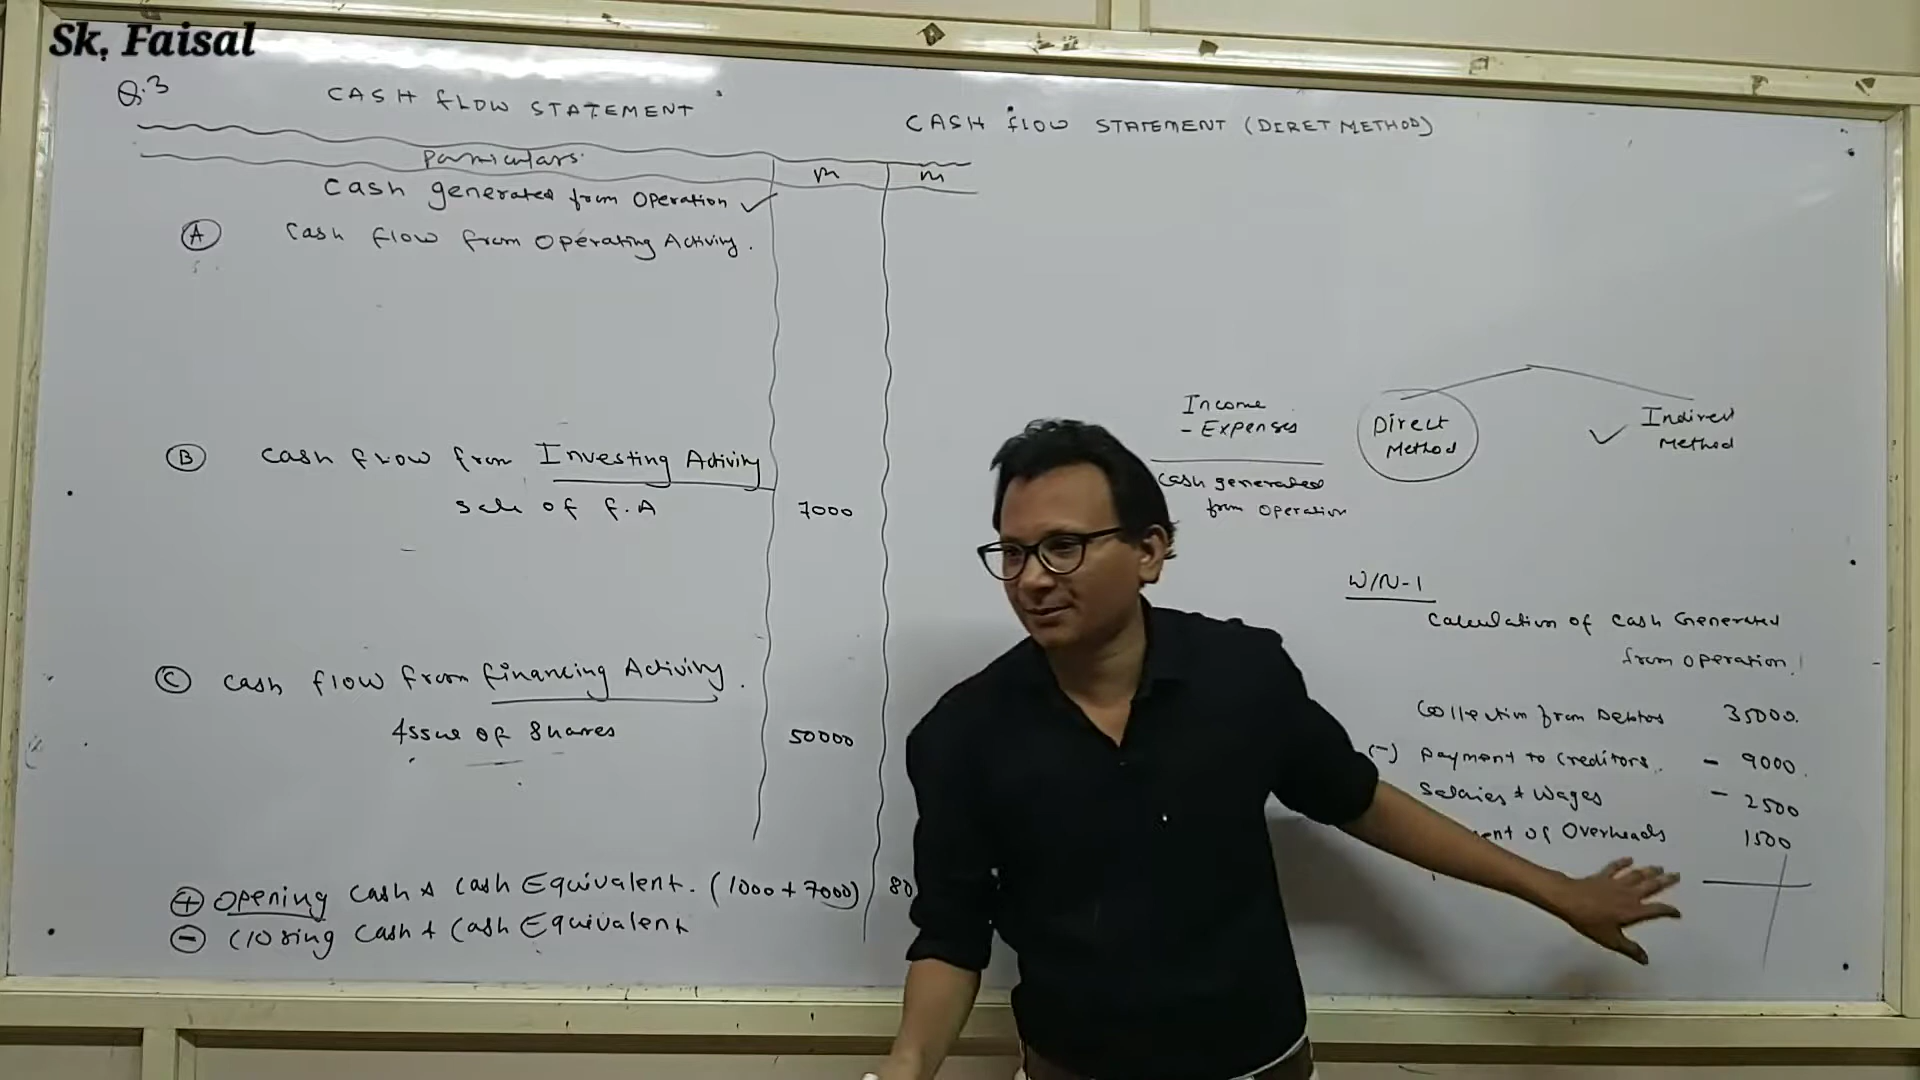 Sk, Faisal
Q.3
CASH FLOW STATEMENT
Particulars
m
m
Cash generated from Operation ✓
(A) Cash flow from Operating Activity.
(B) Cash flow from Investing Activity
Sale of F.A 7000
(C) Cash flow from financing Activity.
Issue of Shares 50000
(+) Opening Cash & Cash Equivalent. (1000 + 7000) 80
(-) Closing Cash & Cash Equivalent
CASH FLOW STATEMENT (DIRET METHOD)
Income
- Expenses
Cash generated
from Operation
Direct
Method
✓ Indirect
Method
W/N-1
Calculation of Cash Generated
from operation
Collection from Debtors 35000.
(-) Payment to Creditors. - 9000.
Salaries & Wages - 2500
ent of Overheads 1500